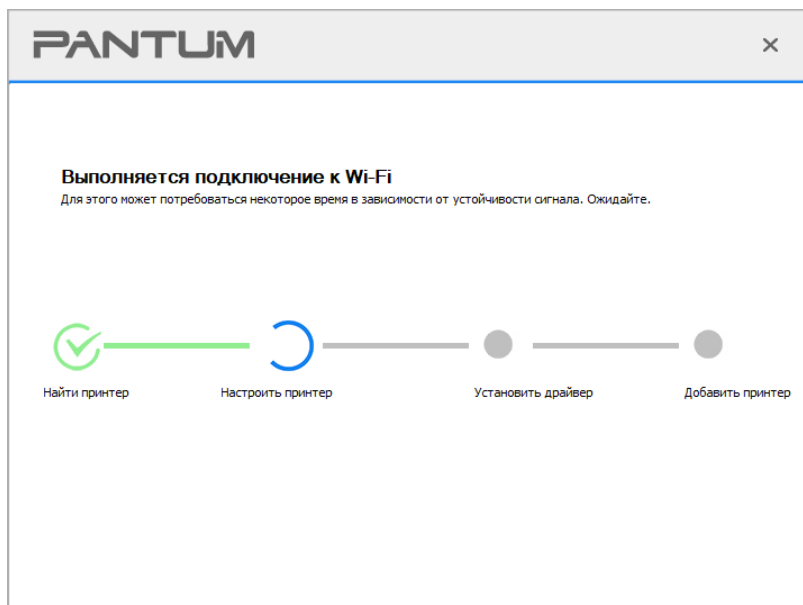 PANTUM
Выполняется подключение к Wi-Fi
Для этого может потребоваться некоторое время в зависимости от устойчивости сигнала. Ожидайте.
Найти принтер
Настроить принтер
Установить драйвер
Добавить принтер